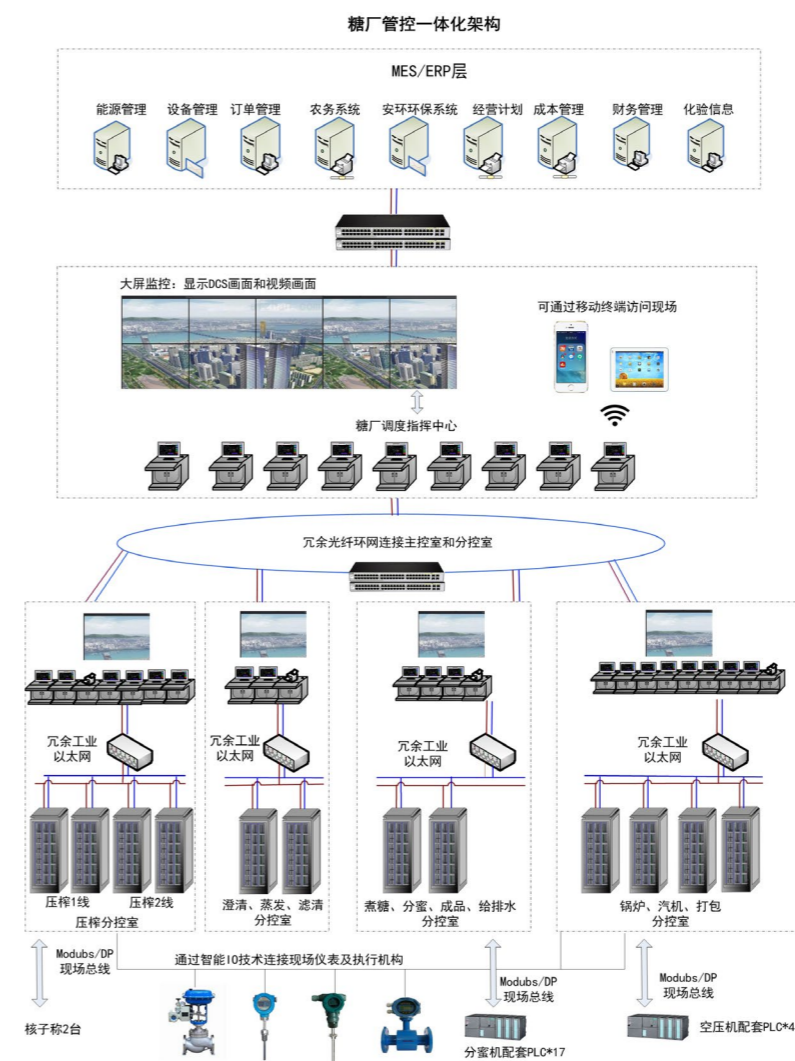 糖厂管控一体化架构
MES/ERP层
能源管理
设备管理
订单管理
农务系统
安环环保系统
经营计划
成本管理
财务管理
化验信息
大屏监控：显示DCS画面和视频画面
可通过移动终端访问现场
糖厂调度指挥中心
冗余光纤环网连接主控室和分控室
冗余工业
以太网
冗余工业
以太网
冗余工业
以太网
冗余工业
以太网
压榨1线
压榨2线
压榨分控室
澄清、蒸发、滤清
分控室
煮糖、分蜜、成品、给排水
分控室
锅炉、汽机、打包
分控室
Modubs/DP
现场总线
通过智能IO技术连接现场仪表及执行机构
Modubs/DP
现场总线
Modubs/DP
现场总线
核子称2台
分蜜机配套PLC*17
空压机配套PLC*4